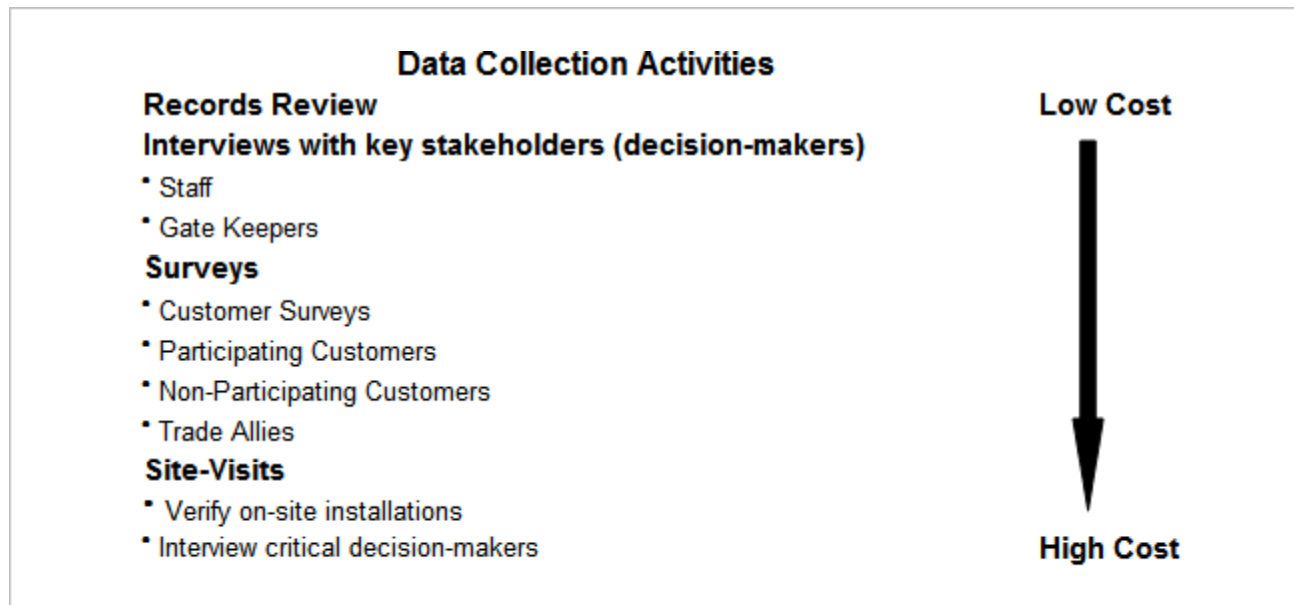 Data Collection Activities
Records Review Low Cost
Interviews with key stakeholders (decision-makers)
▪ Staff
▪ Gate Keepers
Surveys
▪ Customer Surveys
▪ Participating Customers
▪ Non-Participating Customers
▪ Trade Allies
Site-Visits
▪ Verify on-site installations
▪ Interview critical decision-makers High Cost